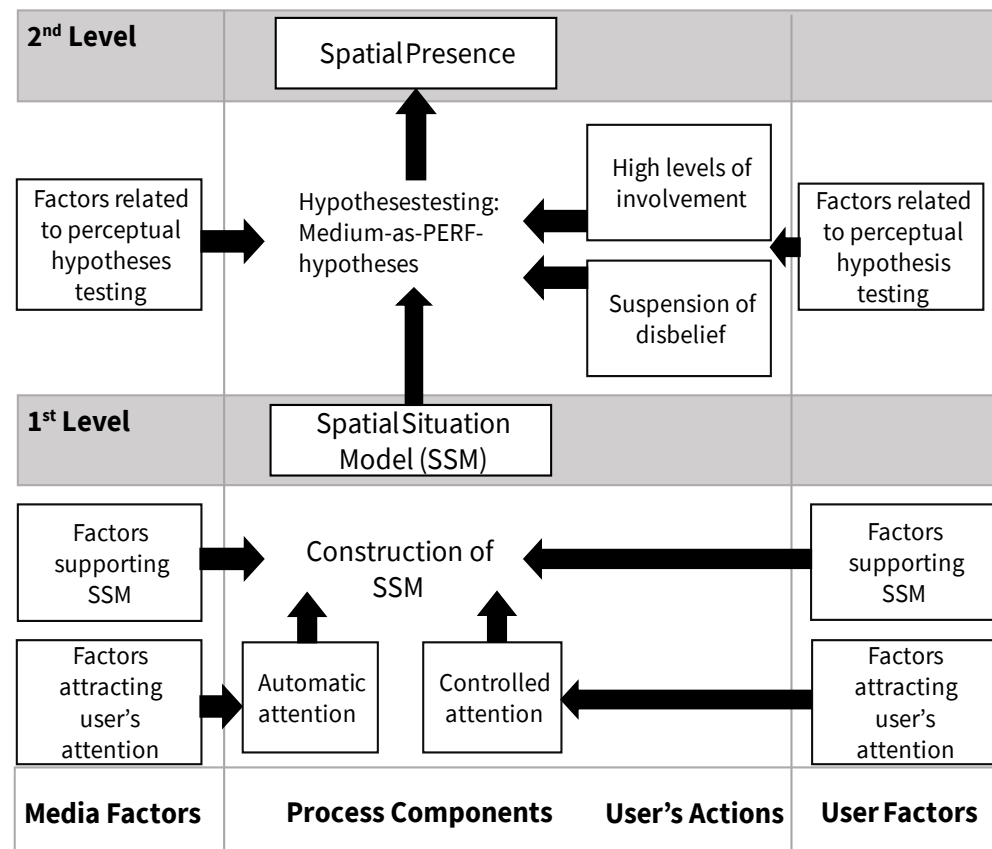 2nd Level
SpatialPresence
High levels of
involvement
Factors related
to perceptual
hypotheses
testing
Hypothesestesting:
Medium-as-PERF-
hypotheses
Factors related
to perceptual
hypothesis
testing
Suspension of
disbelief
1st Level
SpatialSituation
Model (SSM)
Factors
supporting
SSM
Construction of
SSM
Factors
supporting
SSM
Factors
attracting
user's
attention
Automatic
attention
Controlled
attention
Factors
attracting
user's
attention
Media Factors
Process Components
User's Actions
User Factors